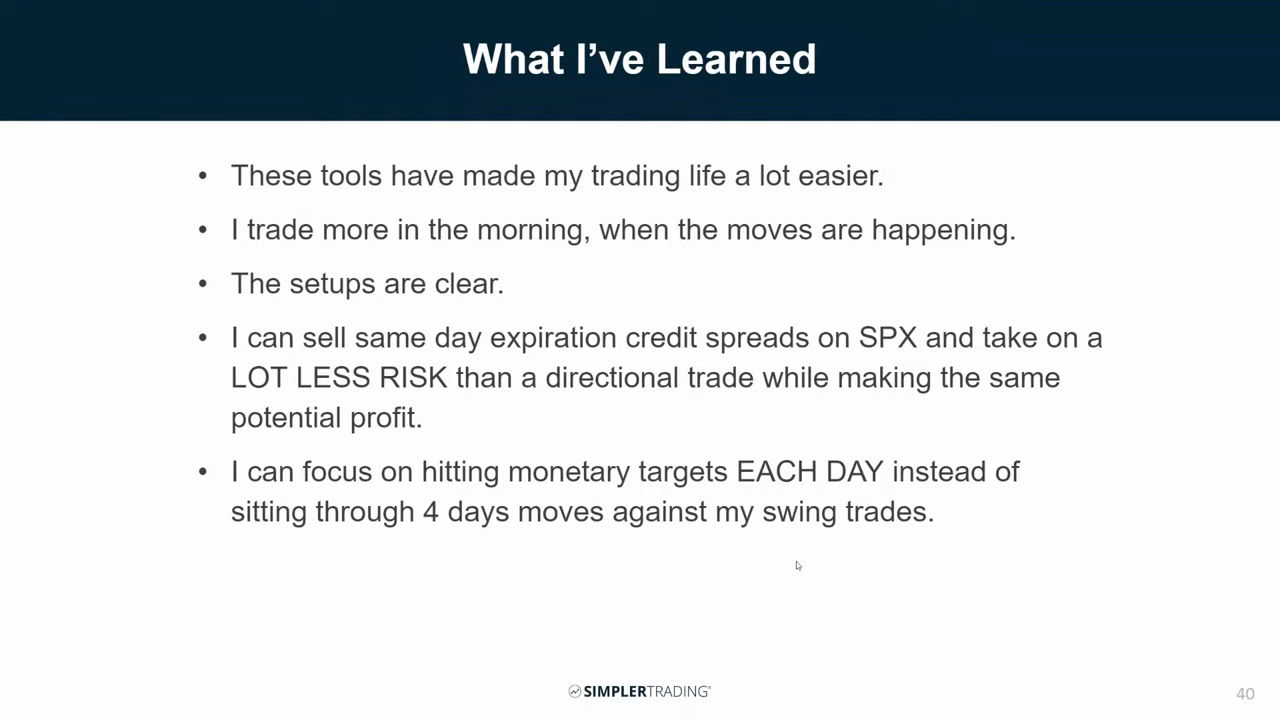 What I've Learned
• These tools have made my trading life a lot easier.
• I trade more in the morning, when the moves are happening.
• The setups are clear.
• I can sell same day expiration credit spreads on SPX and take on a
LOT LESS RISK than a directional trade while making the same
potential profit.
• I can focus on hitting monetary targets EACH DAY instead of
sitting through 4 days moves against my swing trades.
SIMPLERTRADING®
40